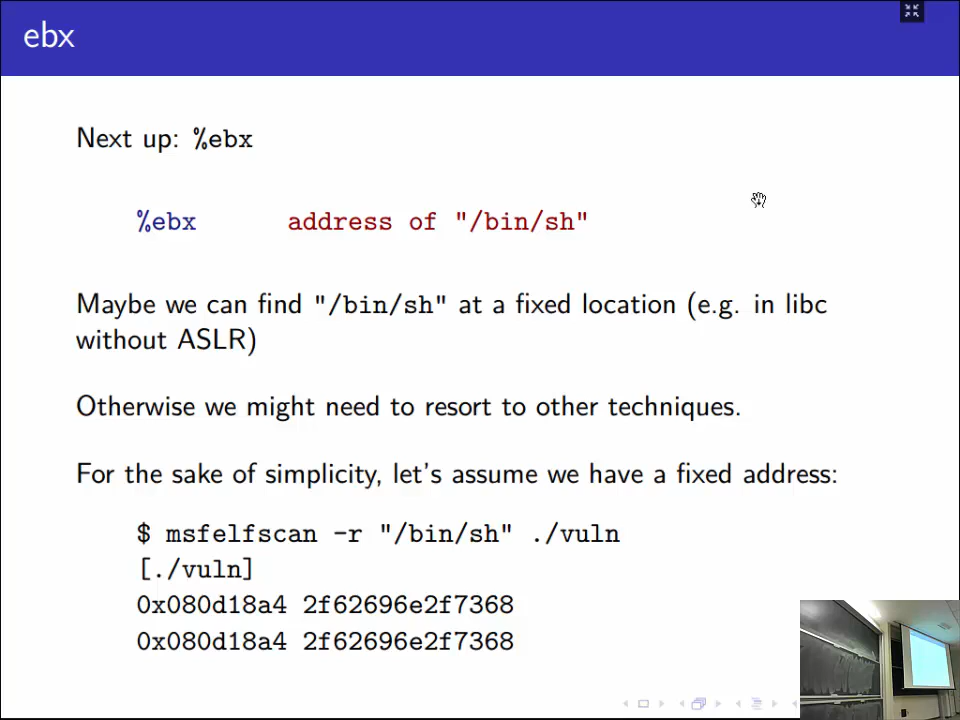 ebx
Next up: %ebx
%ebx address of "/bin/sh"
Maybe we can find "/bin/sh" at a fixed location (e.g. in libc
without ASLR)
Otherwise we might need to resort to other techniques.
For the sake of simplicity, let's assume we have a fixed address:
$ msfelfscan -r "/bin/sh" ./vuln
[./vuln]
0x080d18a4 2f62696e2f7368
0x080d18a4 2f62696e2f7368